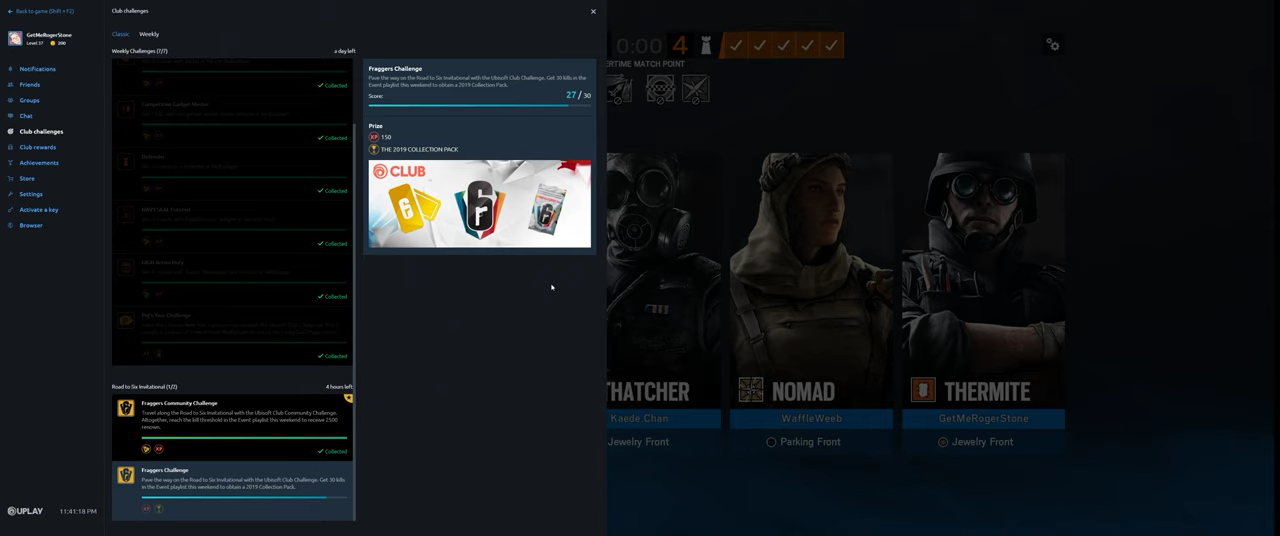 Back to game (Shift + F2)
GetMeRogerStone
Level 37
200
Notifications
Friends
Groups
Chat
Club challenges
Club rewards
Achievements
Store
Settings
Activate a key
Browser
UPLAY
11:41:18 PM
Club challenges
Classic
Weekly
Weekly Challenges (7/7)
a day left
Collected
Collected
Collected
Collected
Collected
Collected
Road to Six Invitational (1/2)
4 hours left
Fraggers Community Challenge
Travel along the Road to Six Invitational with the Ubisoft Club Community Challenge.
Altogether, reach the kill threshold in the Event playlist this weekend to receive 2500
renown.
XP
Collected
Fraggers Challenge
Pave the way on the Road to Six Invitational with the Ubisoft Club Challenge. Get 30 kills
in the Event playlist this weekend to obtain a 2019 Collection Pack.
XP
Fraggers Challenge
Pave the way on the Road to Six Invitational with the Ubisoft Club Challenge. Get 30 kills in the
Event playlist this weekend to obtain a 2019 Collection Pack.
Score:
27 / 30
Prize
XP 150
THE 2019 COLLECTION PACK
CLUB
0:00
4
ERTIME MATCH POINT
THATCHER
Kaede.Chan
Jewelry Front
NOMAD
WaffleWeeb
Parking Front
THERMITE
GetMeRogerStone
Jewelry Front